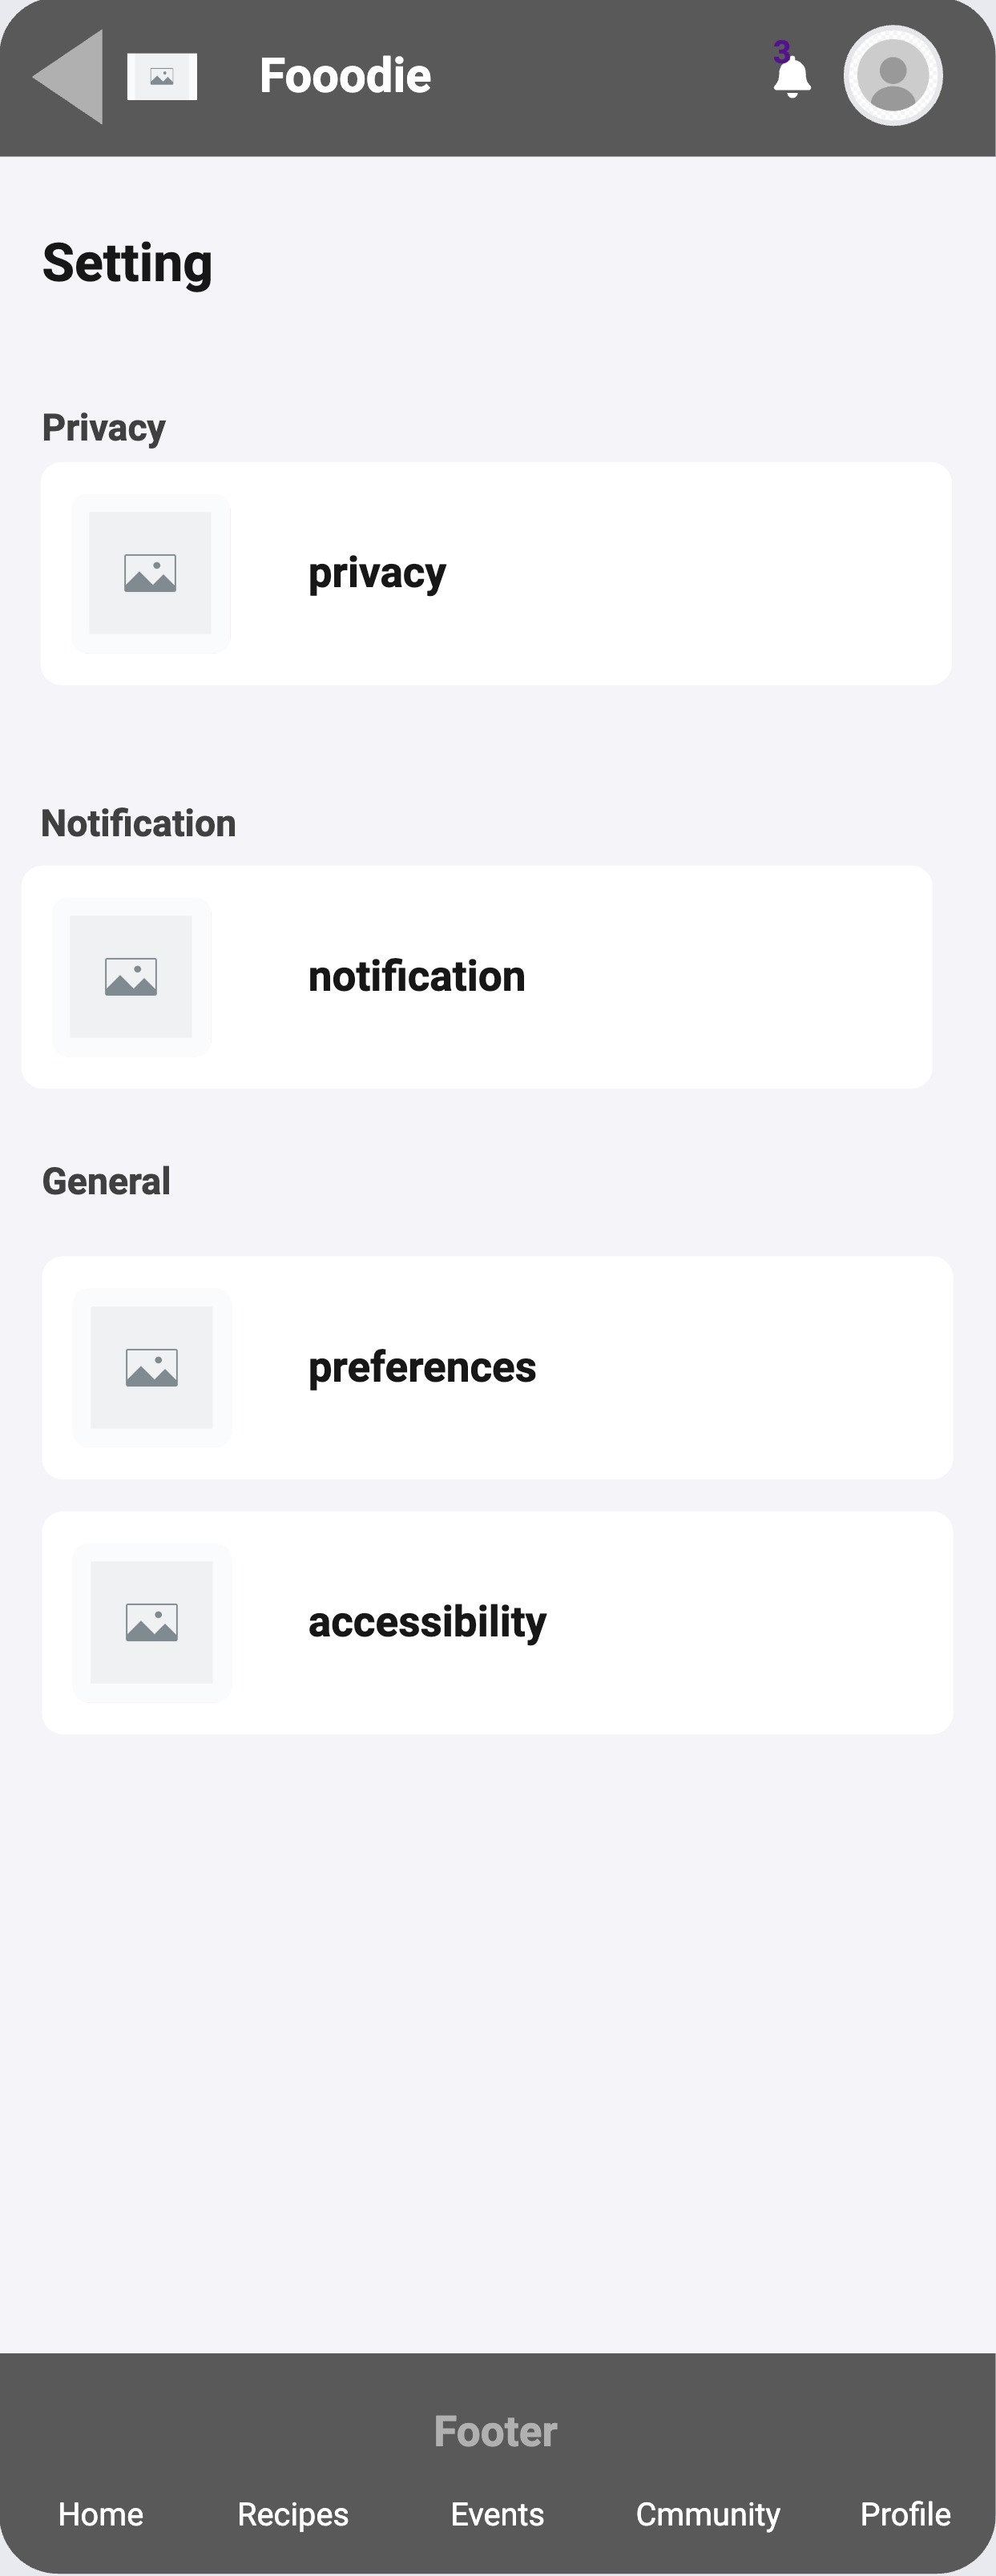 Fooodie
3
Setting
Privacy
privacy
Notification
notification
General
preferences
accessibility
Footer
Home Recipes Events Cmmunity Profile